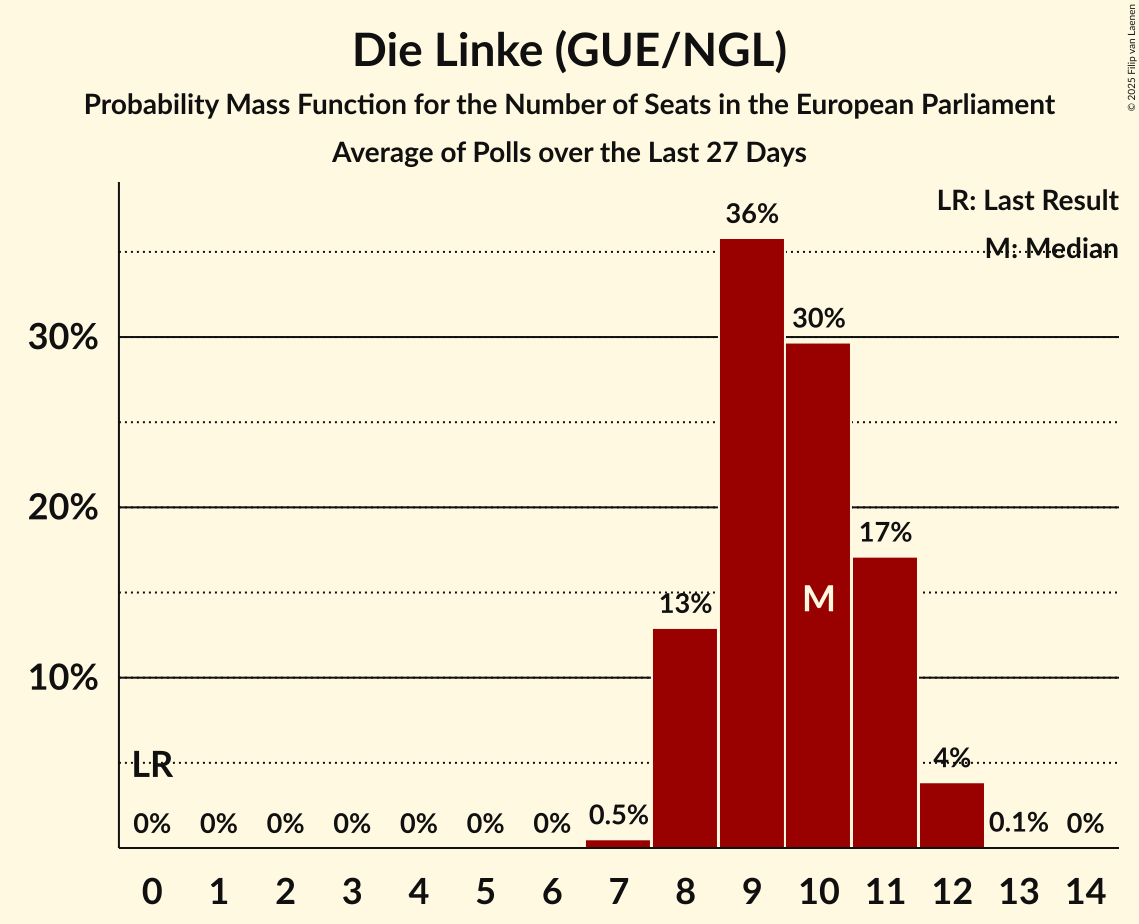 Die Linke (GUE/NGL)
Probability Mass Function for the Number of Seats in the European Parliament
Average of Polls over the Last 27 Days
© 2025 Filip van Laenen
LR: Last Result
M: Median
36%
30%
30%
20%
17%
13%
M
10%
LR
4%
0%
0%
0%
0%
0%
0%
0%
0.5%
0.1%
0%
0 1 2 3 4 5 6 7 8 9 10 11 12 13 14